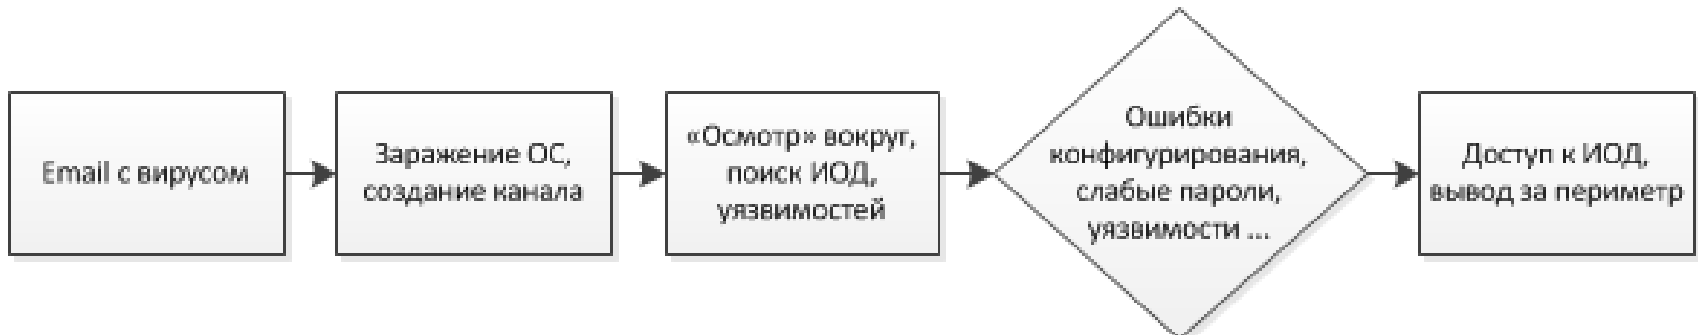 Email с вирусом
Заражение ОС,
создание канала
«Осмотр» вокруг,
поиск ИОД,
уязвимостей
Ошибки
конфигурирования,
слабые пароли,
уязвимости ...
Доступ к ИОД,
вывод за периметр